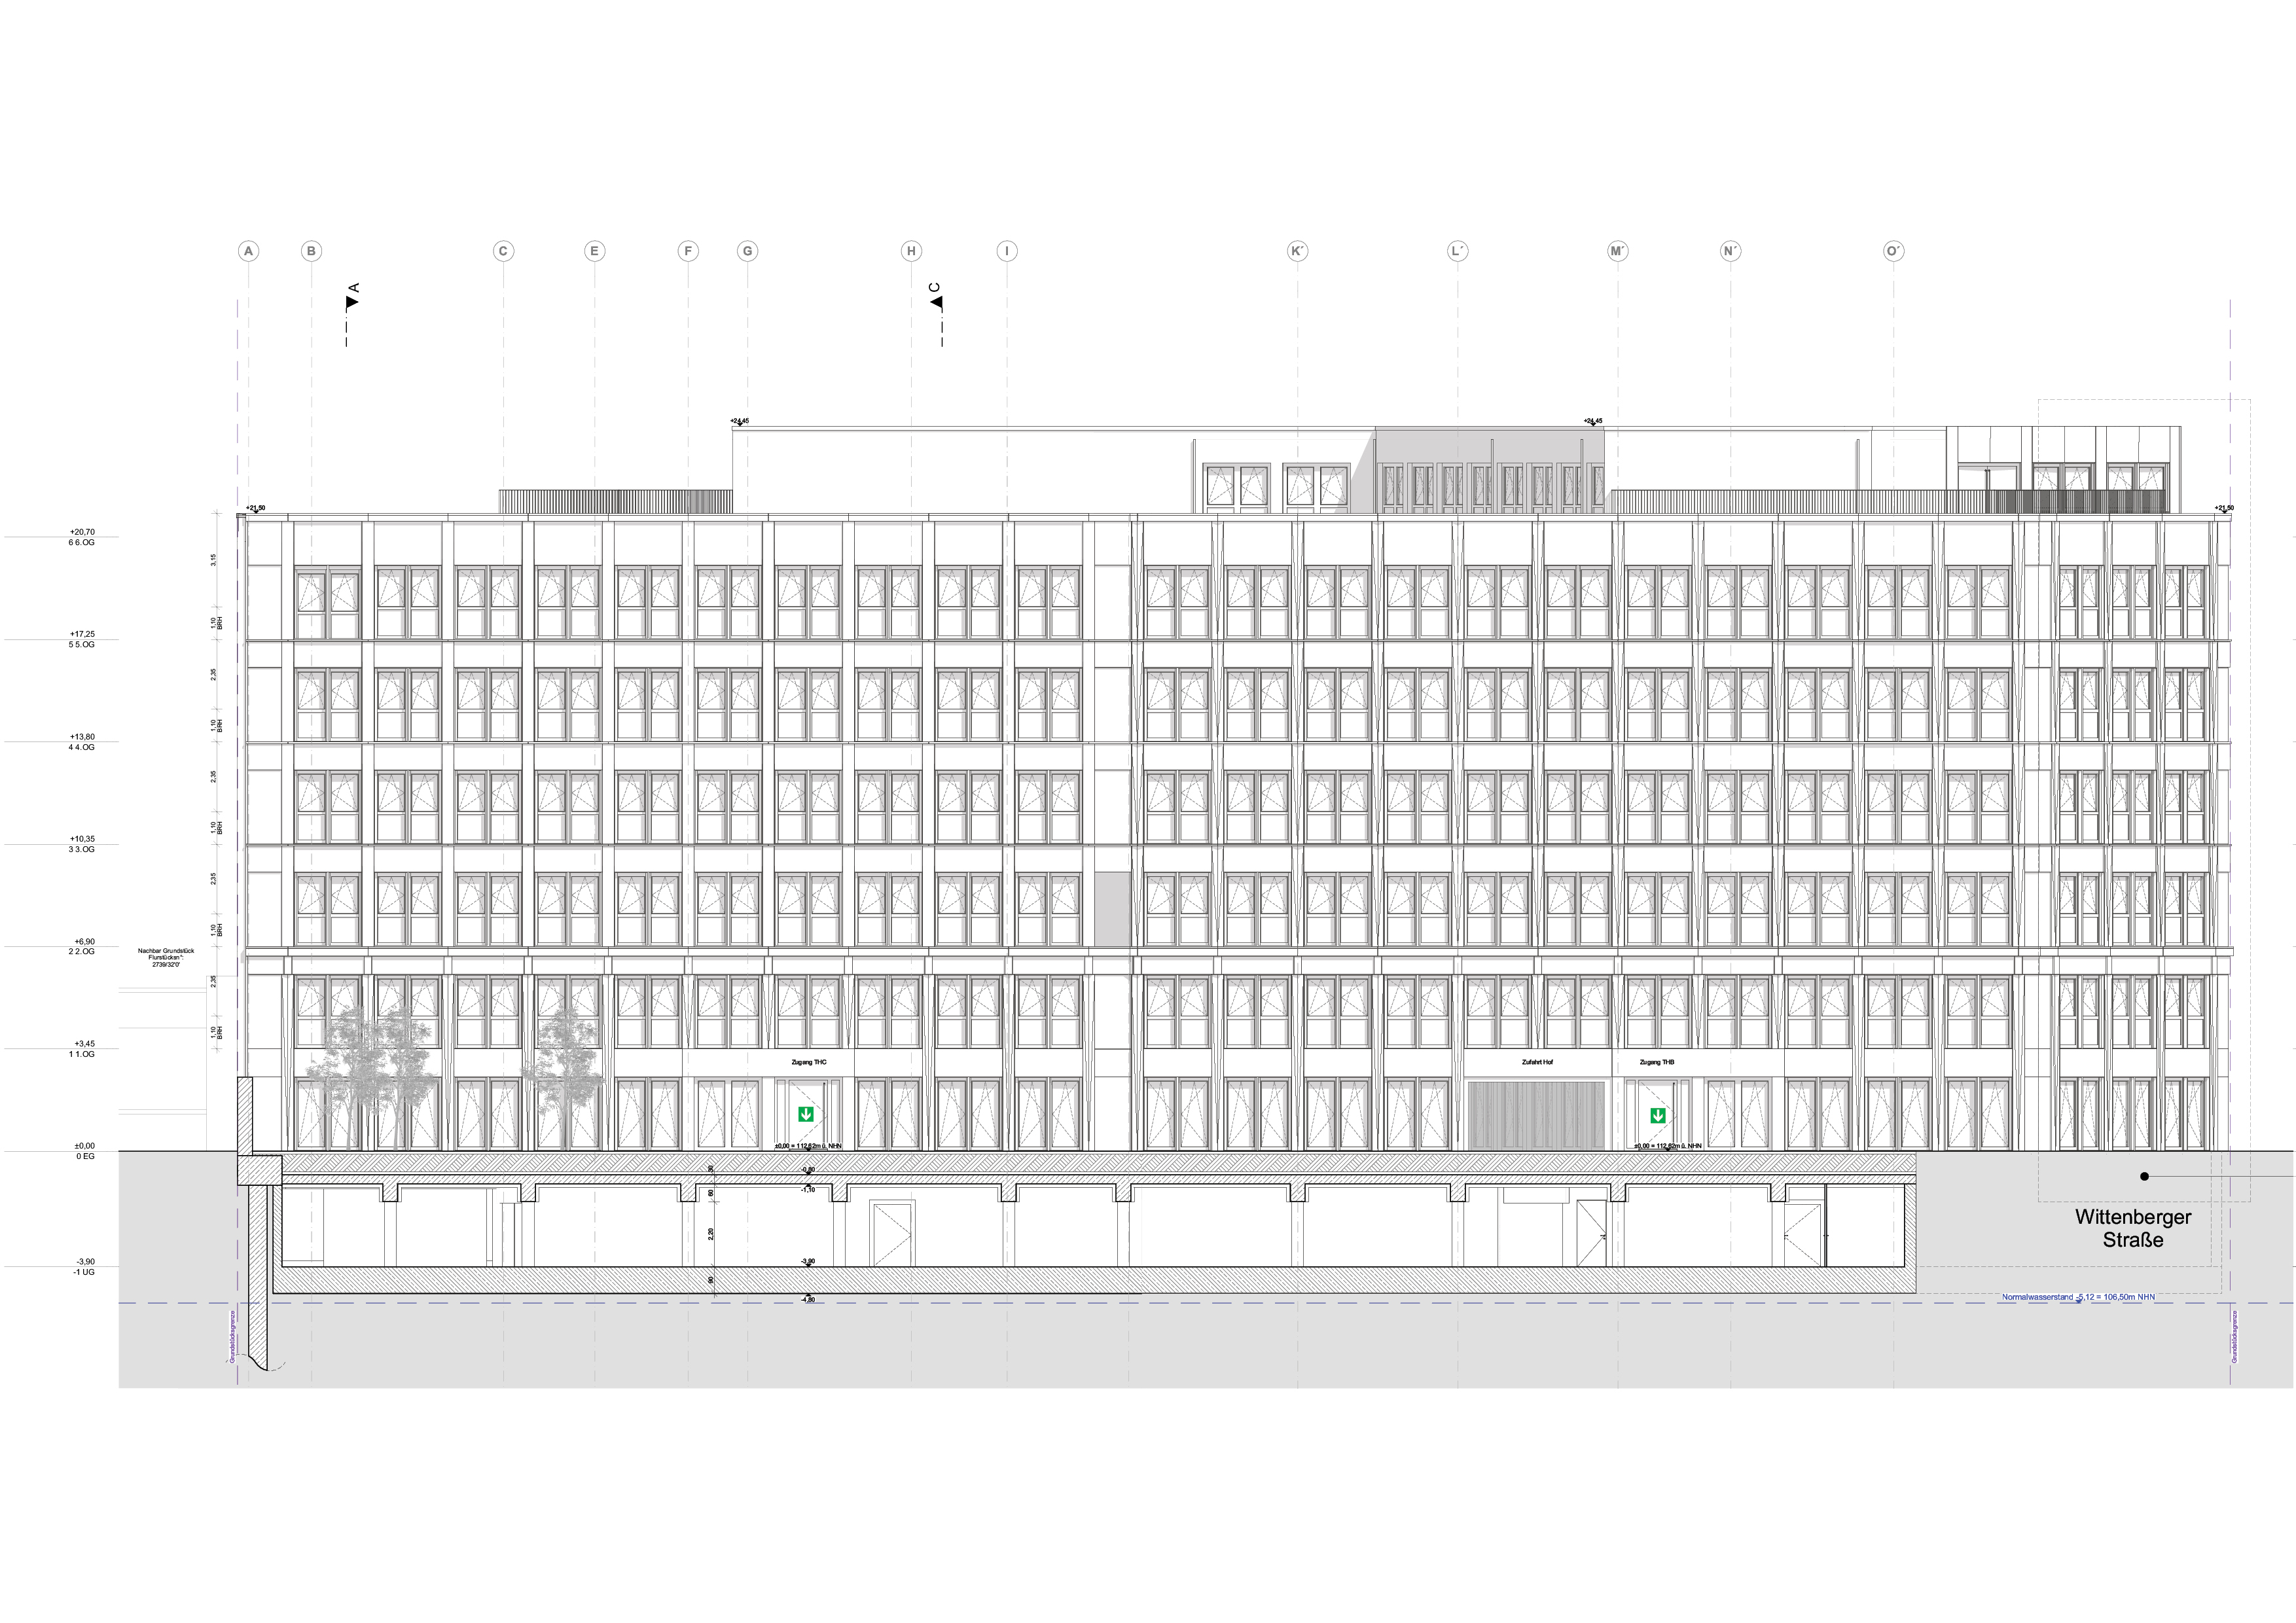 A
B
C
E
F
G
H
I
K´
L´
M´
N´
O´
A
C
+24,45
+24,45
+21,50
+21,50
+20,70
6 6.OG
3,15
1,10
BRH
+17,25
5 5.OG
2,35
1,10
BRH
+13,80
4 4.OG
2,35
1,10
BRH
+10,35
3 3.OG
2,35
1,10
BRH
+6,90
2 2.OG
Nachbar Grundstück
Flurstücksn°:
2738/32'0'
2,35
1,10
BRH
+3,45
1 1.OG
Zugang THC
Zufahrt Hof
Zugang THB
±0,00
0 EG
±0,00 = 112,62m ü. NHN
±0,00 = 112,62m ü. NHN
30
-0,80
60
-1,10
2,20
Wittenberger
Straße
-3,90
-1 UG
-3,90
90
-4,80
Normalwasserstand -5,12 = 106,50m NHN
Grundstücksgrenze
Grundstücksgrenze